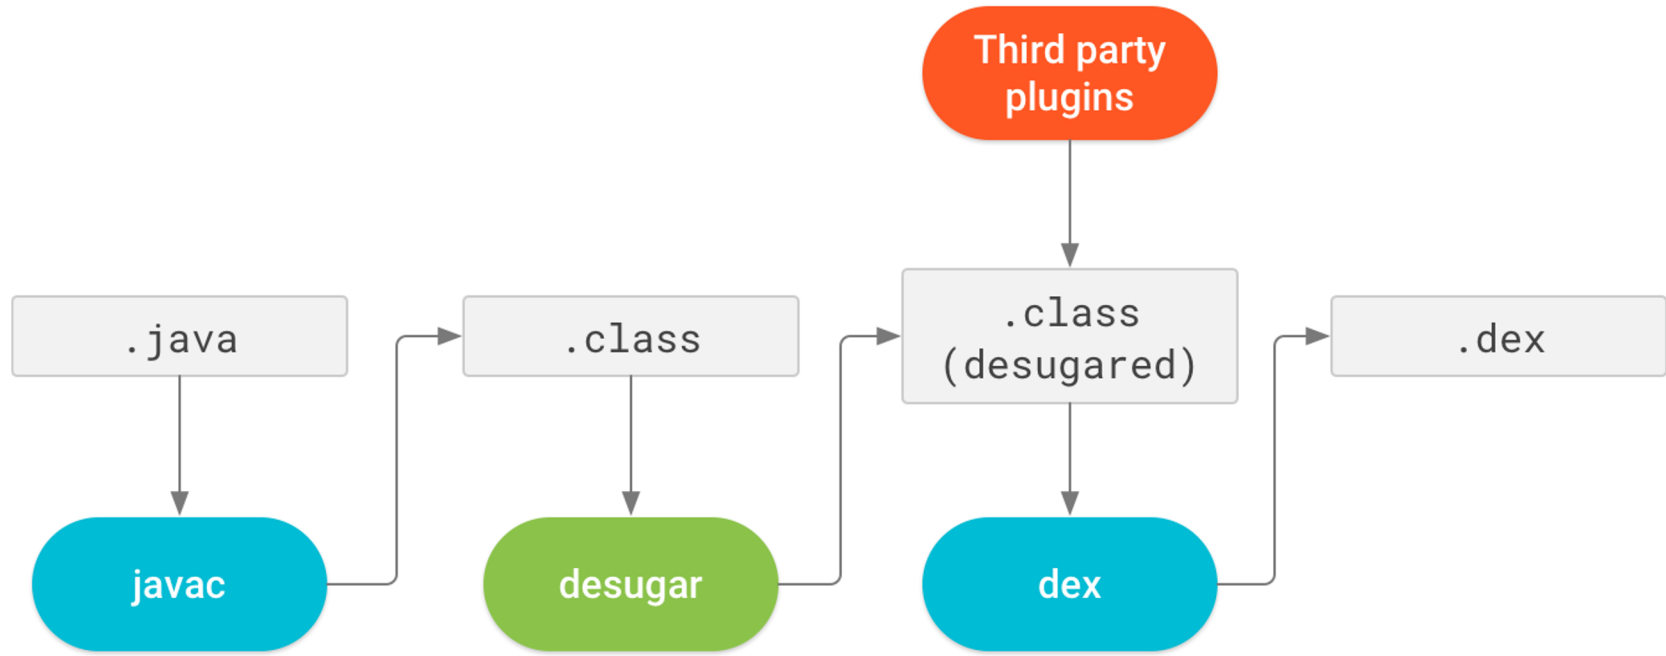 Third party
plugins
.java
.class
.class
(desugared)
.dex
javac
desugar
dex